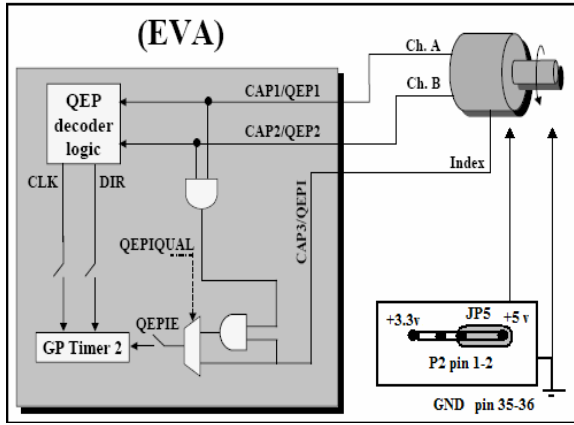 (EVA)
Ch. A
QEP
decoder
logic
CAP1/QEP1
Ch. B
CAP2/QEP2
Index
CLK
DIR
CAP3/QEPI
QEPIQUAL
QEPIE
GP Timer 2
+3.3v
JP5
+5 v
P2 pin 1-2
GND pin 35-36